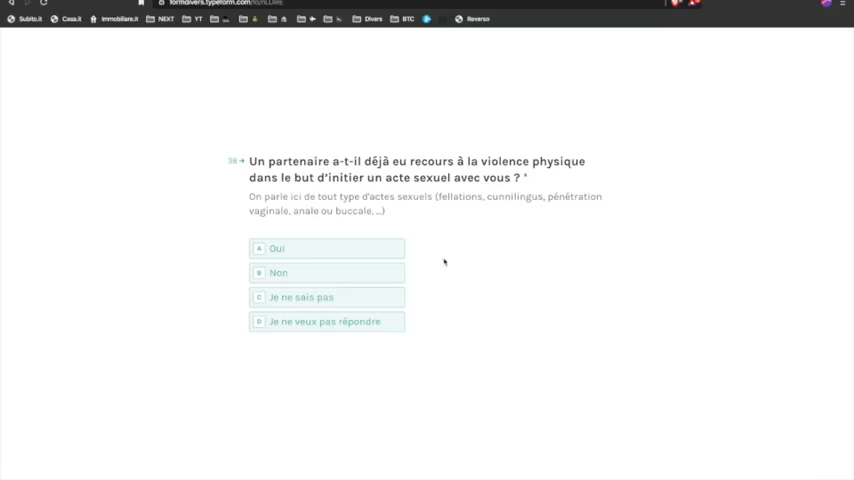 formdivers.typeform.com/to/nLUles
Subito.it Casa.it Immobiliare.it NEXT YT Divers BTC Reverso
38 → Un partenaire a-t-il déjà eu recours à la violence physique
dans le but d'initier un acte sexuel avec vous ? *
On parle ici de tout type d'actes sexuels (fellations, cunnilingus, pénétration
vaginale, anale ou buccale, ...)
A Oui
B Non
C Je ne sais pas
D Je ne veux pas répondre